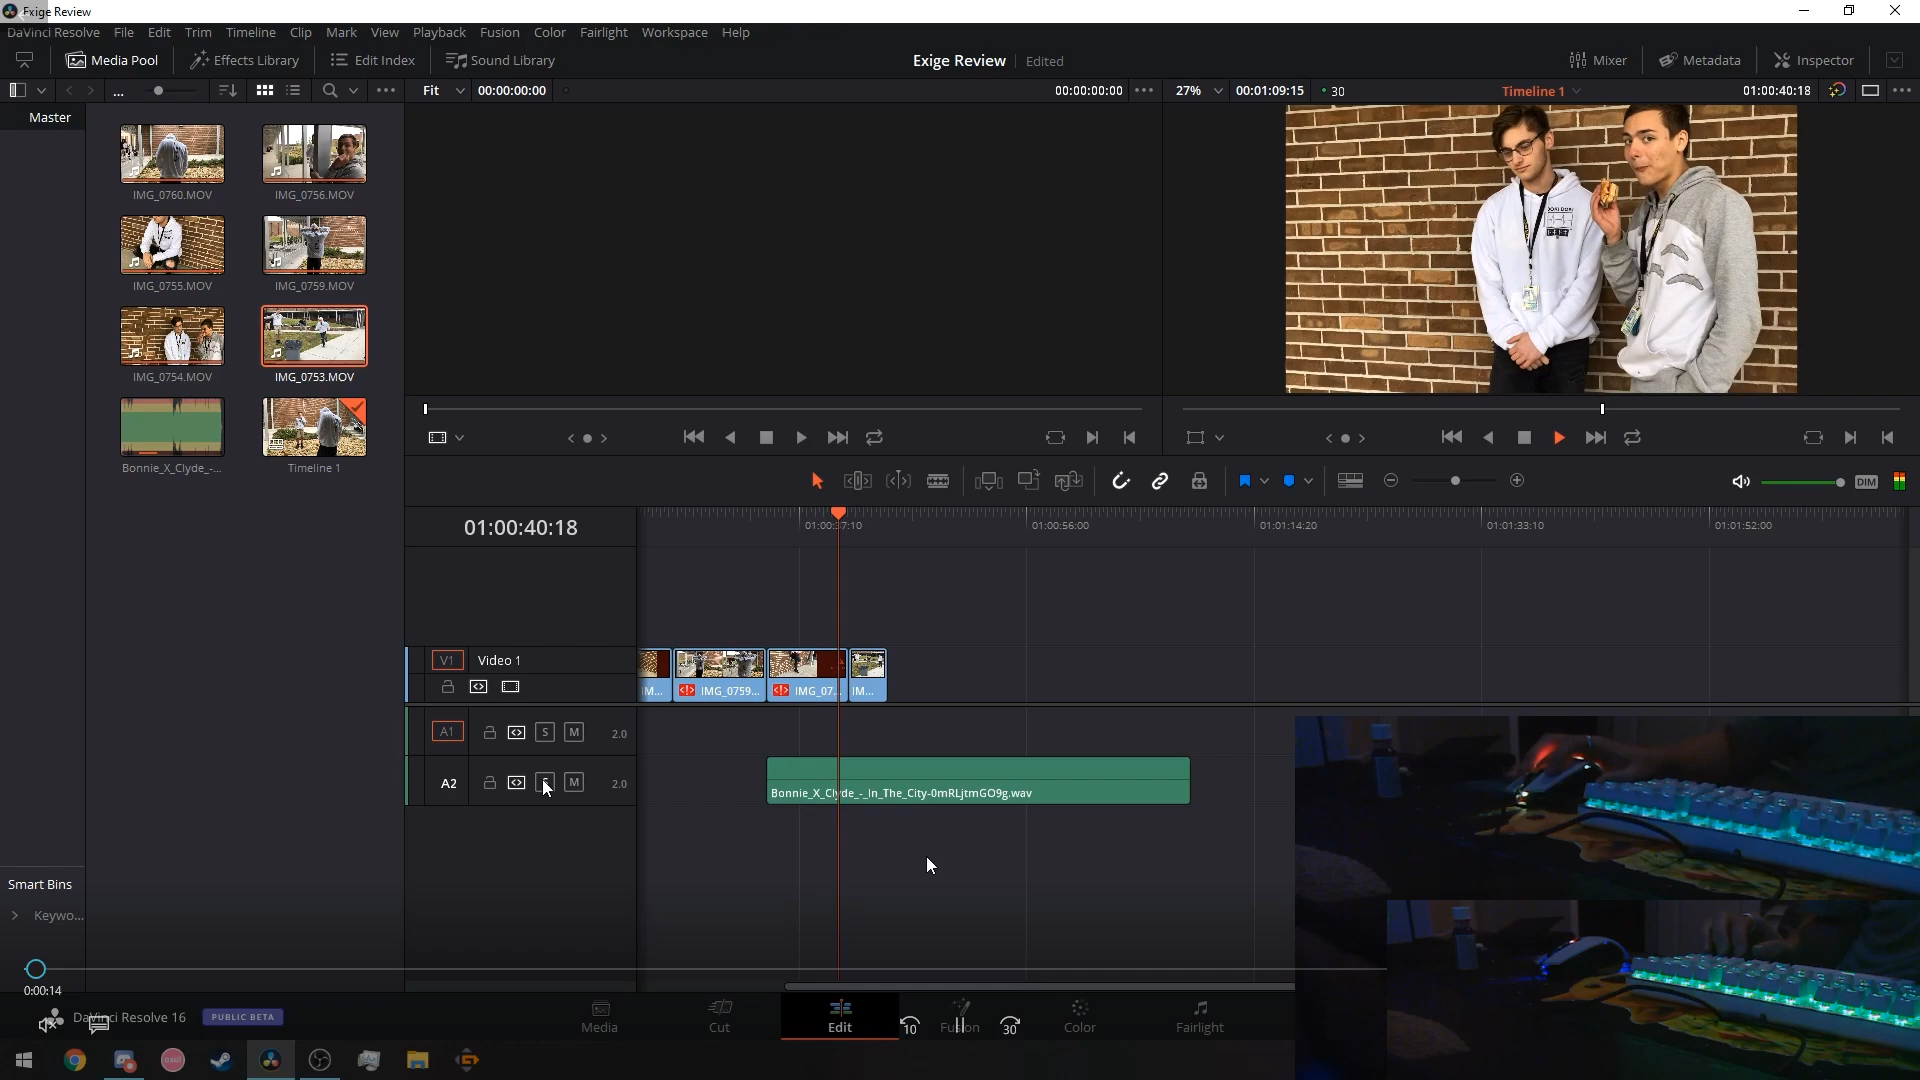 Exige Review
DaVinci Resolve File Edit Trim Timeline Clip Mark View Playback Fusion Color Fairlight Workspace Help
Media Pool Effects Library Edit Index Sound Library Exige Review Edited Mixer Metadata Inspector
... Fit 00:00:00:00 00:00:00:00 27% 00:01:09:15 30 Timeline 1 01:00:40:18
Master
IMG_0760.MOV IMG_0756.MOV
IMG_0755.MOV IMG_0759.MOV
IMG_0754.MOV IMG_0753.MOV
Bonnie_X_Clyde_-... Timeline 1
DIM
01:00:40:18
01:00:37:10 01:00:56:00 01:01:14:20 01:01:33:10 01:01:52:00
V1 Video 1
IM... IMG_0759... IMG_07... IM...
A1 S M 2.0
A2 S M 2.0
Bonnie_X_Clyde_-_In_The_City-0mRLjtmGO9g.wav
Smart Bins
Keywo...
0:00:14
DaVinci Resolve 16 PUBLIC BETA
Media Cut Edit 10 Fusion 30 Color Fairlight
osu!